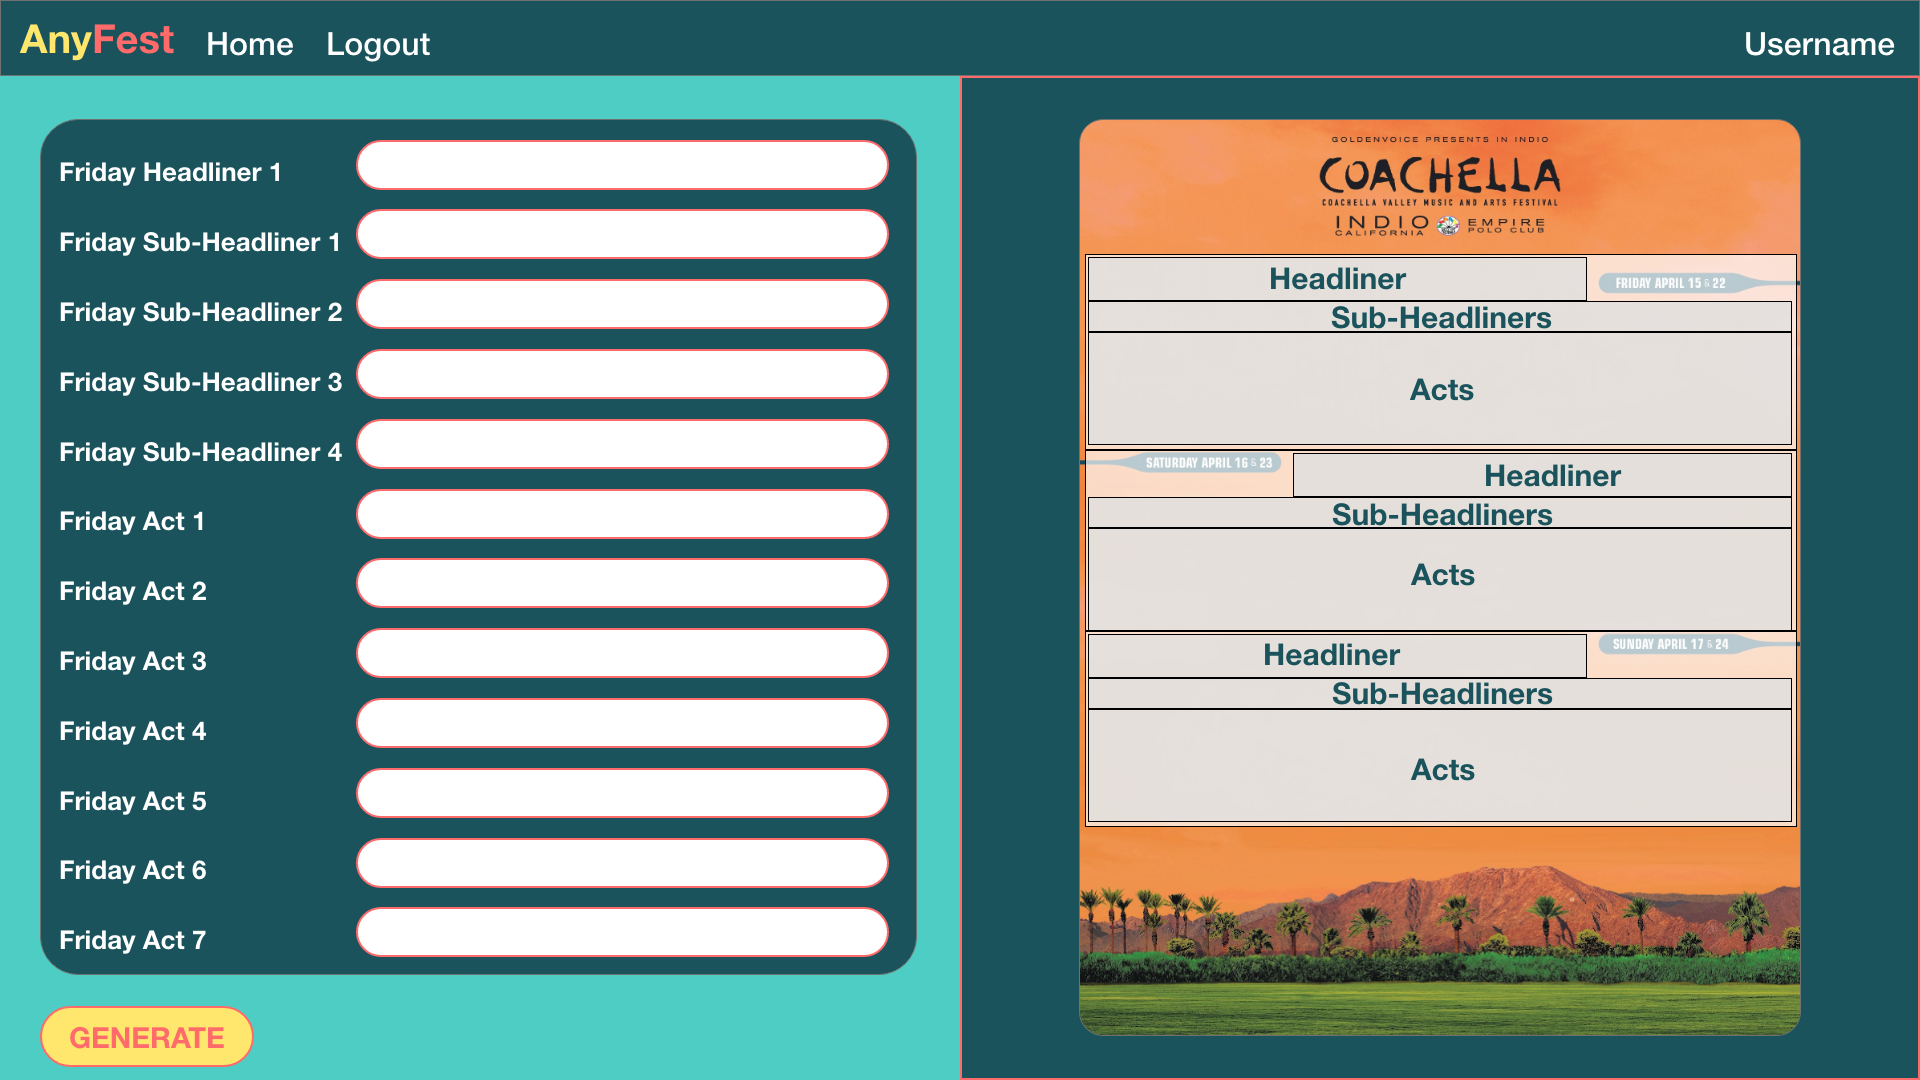 AnyFest Home Logout Username
Friday Headliner 1
Friday Sub-Headliner 1
Friday Sub-Headliner 2
Friday Sub-Headliner 3
Friday Sub-Headliner 4
Friday Act 1
Friday Act 2
Friday Act 3
Friday Act 4
Friday Act 5
Friday Act 6
Friday Act 7
GENERATE
GOLDENVOICE PRESENTS IN INDIO
COACHELLA
COACHELLA VALLEY MUSIC AND ARTS FESTIVAL
INDIO
CALIFORNIA
EMPIRE
POLO CLUB
Headliner
FRIDAY APRIL 15 & 22
Sub-Headliners
Acts
SATURDAY APRIL 16 & 23
Headliner
Sub-Headliners
Acts
Headliner
SUNDAY APRIL 17 & 24
Sub-Headliners
Acts